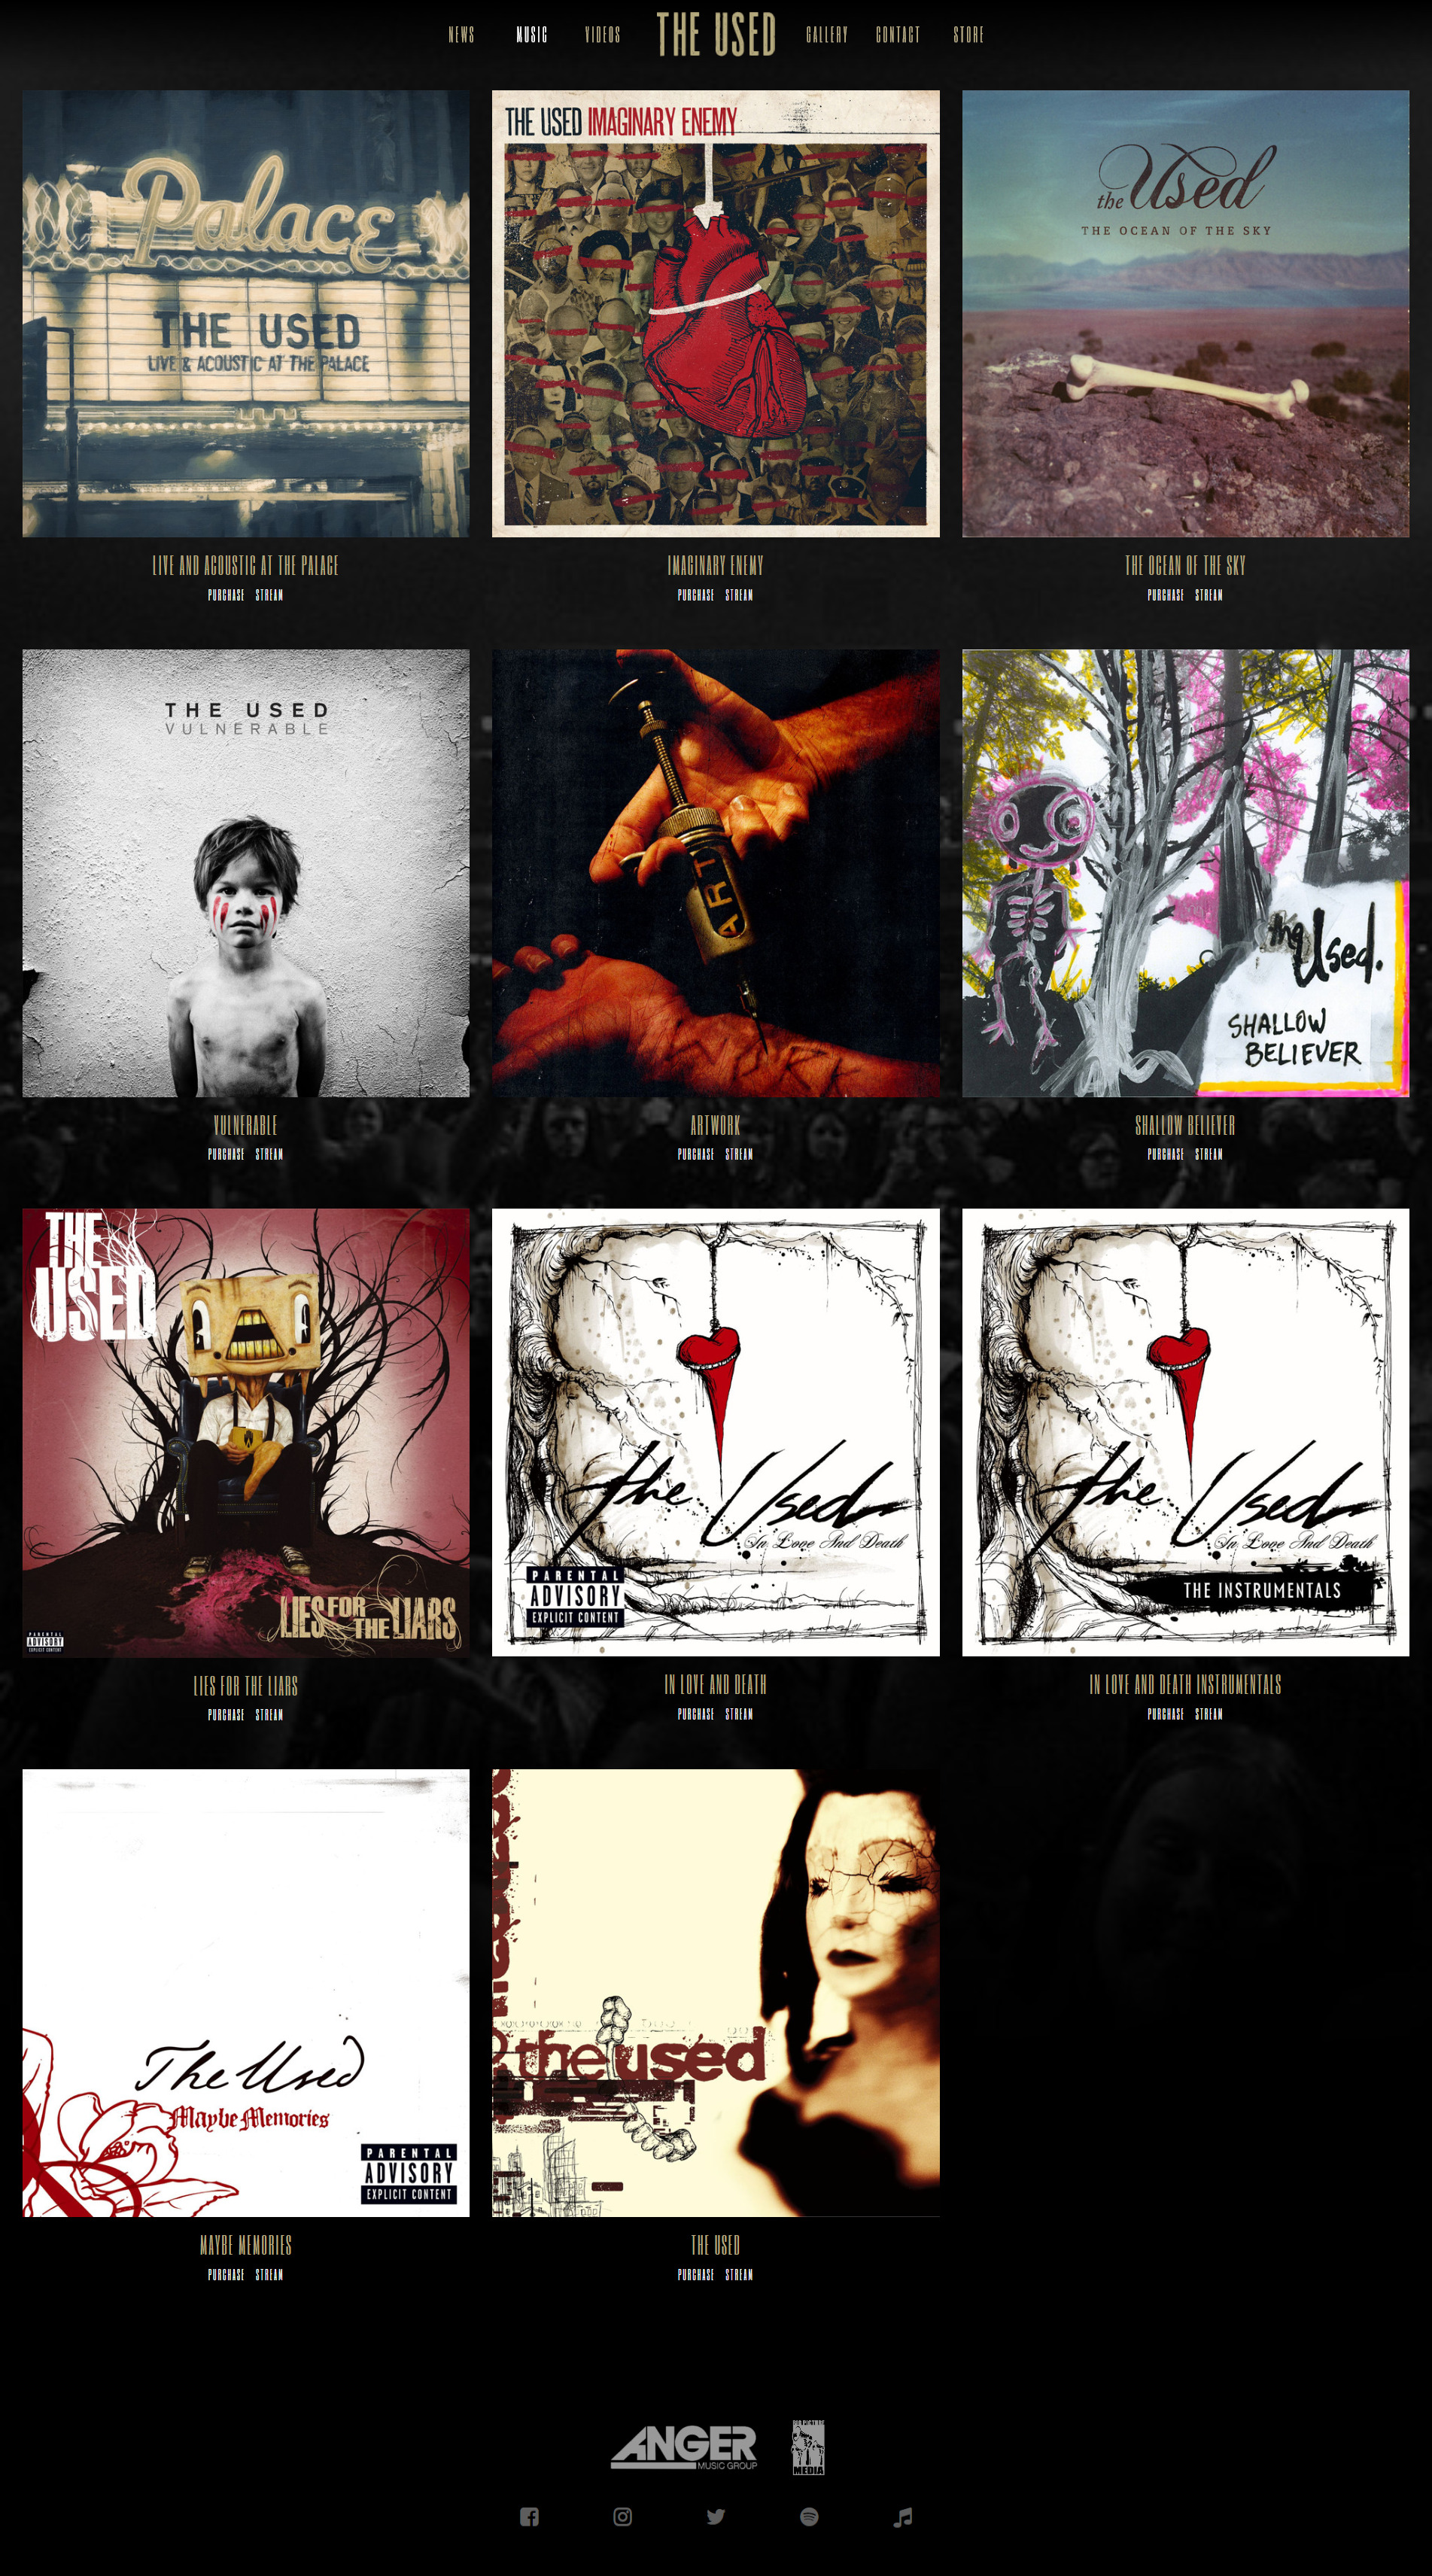 NEWS
MUSIC
VIDEOS
THE USED
GALLERY
CONTACT
STORE
Palace
THE USED
LIVE & ACOUSTIC AT THE PALACE
THE USED IMAGINARY ENEMY
the Used
THE OCEAN OF THE SKY
LIVE AND ACOUSTIC AT THE PALACE
PURCHASE STREAM
IMAGINARY ENEMY
PURCHASE STREAM
THE OCEAN OF THE SKY
PURCHASE STREAM
THE USED
VULNERABLE
ART
WORK
the Used.
SHALLOW
BELIEVER
VULNERABLE
PURCHASE STREAM
ARTWORK
PURCHASE STREAM
SHALLOW BELIEVER
PURCHASE STREAM
THE
USED
LIES FOR THE LIARS
PARENTAL
ADVISORY
EXPLICIT CONTENT
the Used
In Love And Death
PARENTAL
ADVISORY
EXPLICIT CONTENT
the Used
In Love And Death
THE INSTRUMENTALS
LIES FOR THE LIARS
PURCHASE STREAM
IN LOVE AND DEATH
PURCHASE STREAM
IN LOVE AND DEATH INSTRUMENTALS
PURCHASE STREAM
The Used
Maybe Memories
PARENTAL
ADVISORY
EXPLICIT CONTENT
the used
MAYBE MEMORIES
PURCHASE STREAM
THE USED
PURCHASE STREAM
ANGER
MUSIC GROUP
MEDIA